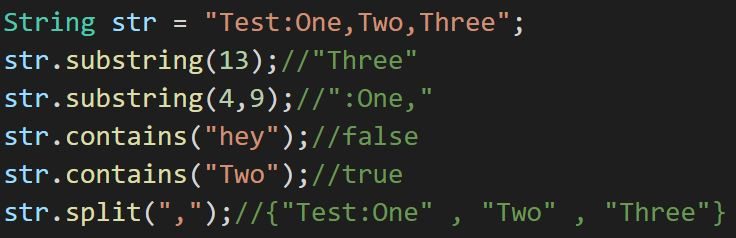 String str = "Test:One,Two,Three";
str.substring(13);//"Three"
str.substring(4,9);//":One,"
str.contains("hey");//false
str.contains("Two");//true
str.split(",");//{"Test:One" , "Two" , "Three"}